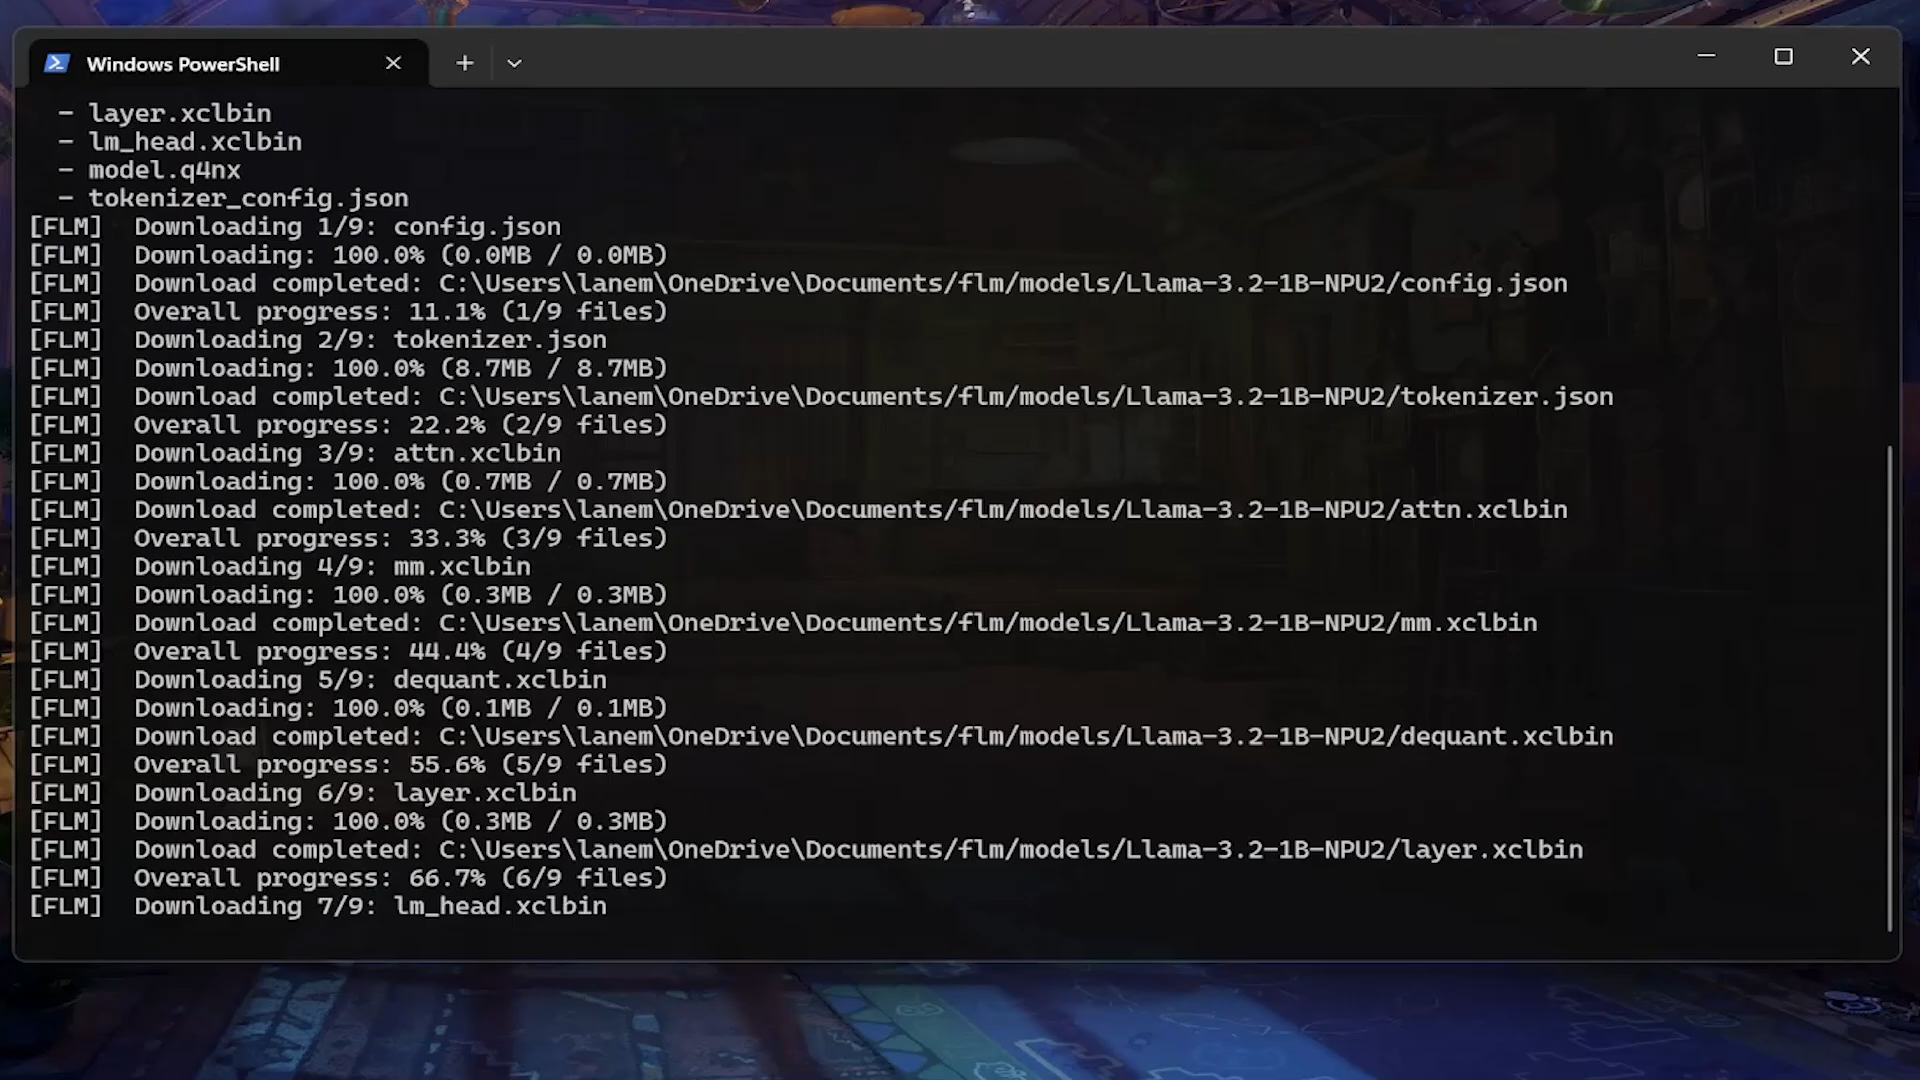 Windows PowerShell
- layer.xclbin
- lm_head.xclbin
- model.q4nx
- tokenizer_config.json
[FLM]  Downloading 1/9: config.json
[FLM]  Downloading: 100.0% (0.0MB / 0.0MB)
[FLM]  Download completed: C:\Users\lanem\OneDrive\Documents/flm/models/Llama-3.2-1B-NPU2/config.json
[FLM]  Overall progress: 11.1% (1/9 files)
[FLM]  Downloading 2/9: tokenizer.json
[FLM]  Downloading: 100.0% (8.7MB / 8.7MB)
[FLM]  Download completed: C:\Users\lanem\OneDrive\Documents/flm/models/Llama-3.2-1B-NPU2/tokenizer.json
[FLM]  Overall progress: 22.2% (2/9 files)
[FLM]  Downloading 3/9: attn.xclbin
[FLM]  Downloading: 100.0% (0.7MB / 0.7MB)
[FLM]  Download completed: C:\Users\lanem\OneDrive\Documents/flm/models/Llama-3.2-1B-NPU2/attn.xclbin
[FLM]  Overall progress: 33.3% (3/9 files)
[FLM]  Downloading 4/9: mm.xclbin
[FLM]  Downloading: 100.0% (0.3MB / 0.3MB)
[FLM]  Download completed: C:\Users\lanem\OneDrive\Documents/flm/models/Llama-3.2-1B-NPU2/mm.xclbin
[FLM]  Overall progress: 44.4% (4/9 files)
[FLM]  Downloading 5/9: dequant.xclbin
[FLM]  Downloading: 100.0% (0.1MB / 0.1MB)
[FLM]  Download completed: C:\Users\lanem\OneDrive\Documents/flm/models/Llama-3.2-1B-NPU2/dequant.xclbin
[FLM]  Overall progress: 55.6% (5/9 files)
[FLM]  Downloading 6/9: layer.xclbin
[FLM]  Downloading: 100.0% (0.3MB / 0.3MB)
[FLM]  Download completed: C:\Users\lanem\OneDrive\Documents/flm/models/Llama-3.2-1B-NPU2/layer.xclbin
[FLM]  Overall progress: 66.7% (6/9 files)
[FLM]  Downloading 7/9: lm_head.xclbin